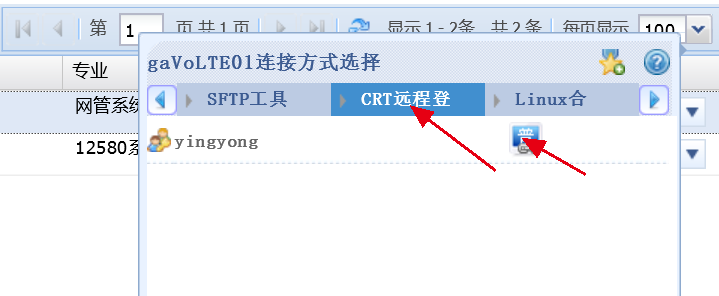 第 1 页 共 1 页 显示 1 - 2条 共 2 条 每页显示 100
专业
gaVoLTE01连接方式选择
SFTP工具 CRT远程登 Linux合
网管系统
yingyong 普
12580系